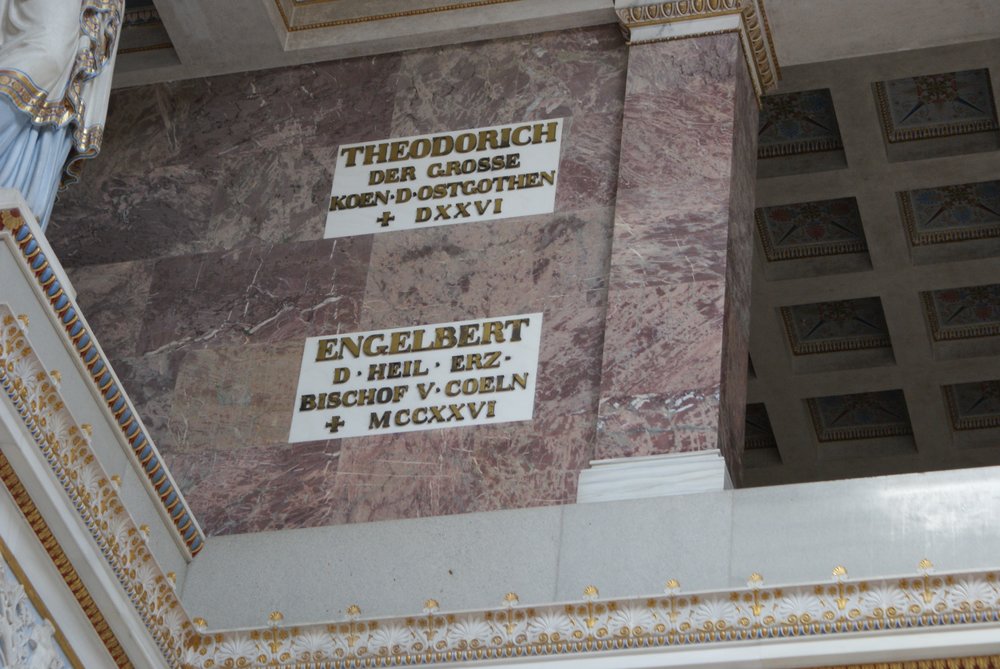 THEODORICH
DER GROSSE
KOEN·D·OSTGOTHEN
+ DXXVI
ENGELBERT
D·HEIL·ERZ-
BISCHOF V·COELN
+ MCCXXVI